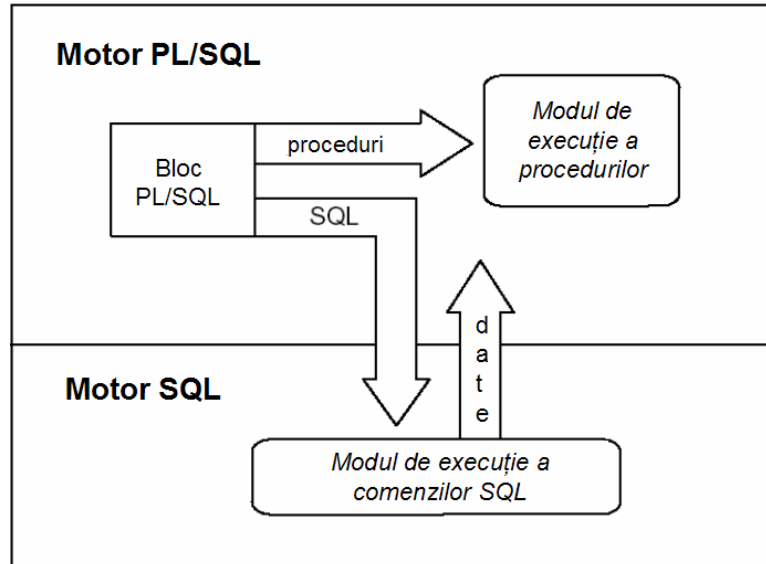 Motor PL/SQL
Bloc
PL/SQL
proceduri
Modul de
execuție a
procedurilor
SQL
date
Motor SQL
Modul de execuție a
comenzilor SQL